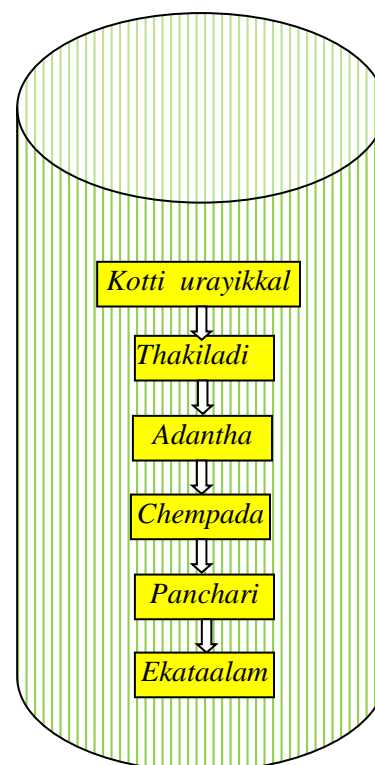 Kotti urayikkal
Thakiladi
Adantha
Chempada
Panchari
Ekataalam